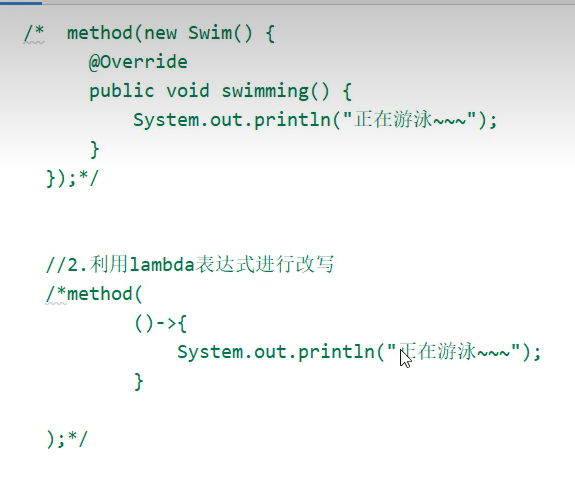 /*  method(new Swim() {
@Override
public void swimming() {
System.out.println("正在游泳~~~");
}
});*/
//2.利用lambda表达式进行改写
/*method(
()->{
System.out.println("正在游泳~~~");
}
);*/